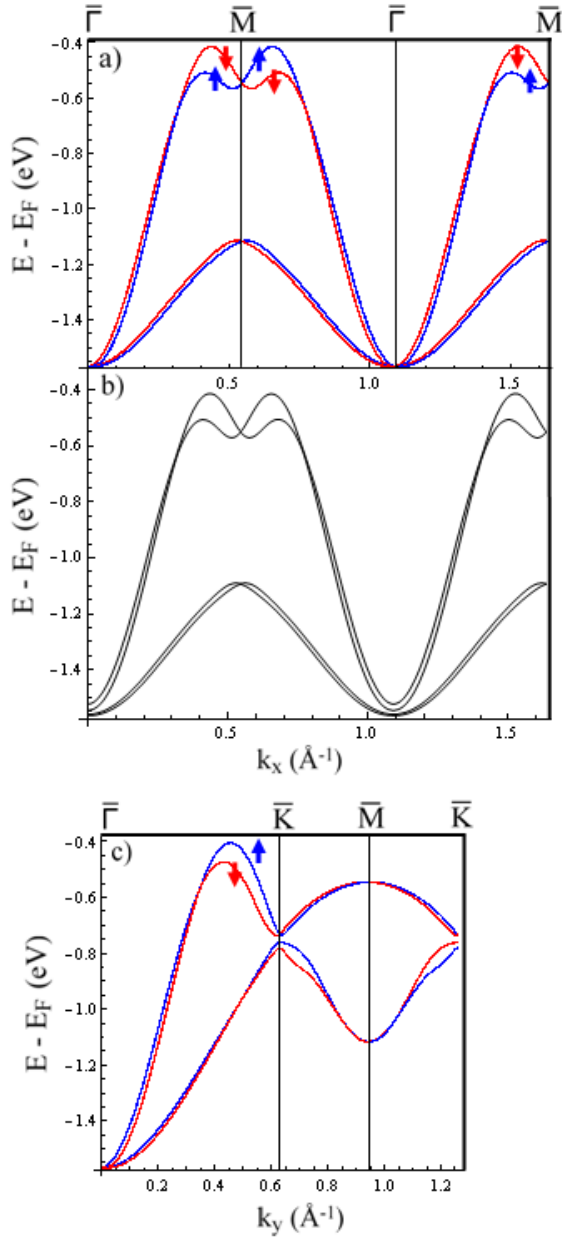 Γ̅ M̅ Γ̅ M̅
a)
−0.4
−0.6
−0.8
−1.0
−1.2
−1.4
E - E_F (eV)
0.5 1.0 1.5
b)
−0.4
−0.6
−0.8
−1.0
−1.2
−1.4
E - E_F (eV)
0.5 1.0 1.5
k_x (Å⁻¹)
Γ̅ K̅ M̅ K̅
c)
−0.4
−0.6
−0.8
−1.0
−1.2
−1.4
E - E_F (eV)
0.2 0.4 0.6 0.8 1.0 1.2
k_y (Å⁻¹)